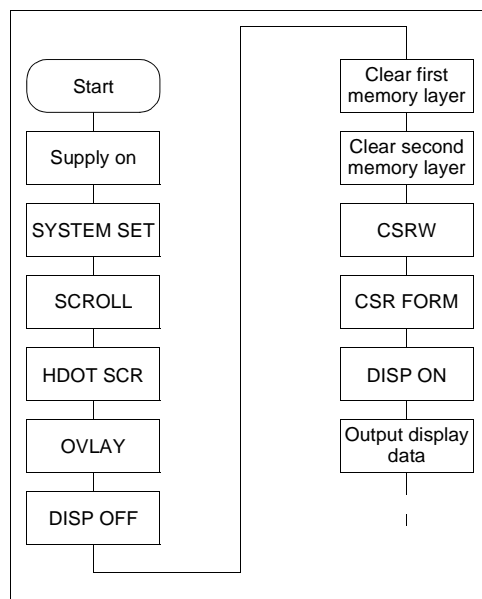 Start
Supply on
SYSTEM SET
SCROLL
HDOT SCR
OVLAY
DISP OFF
Clear first
memory layer
Clear second
memory layer
CSRW
CSR FORM
DISP ON
Output display
data